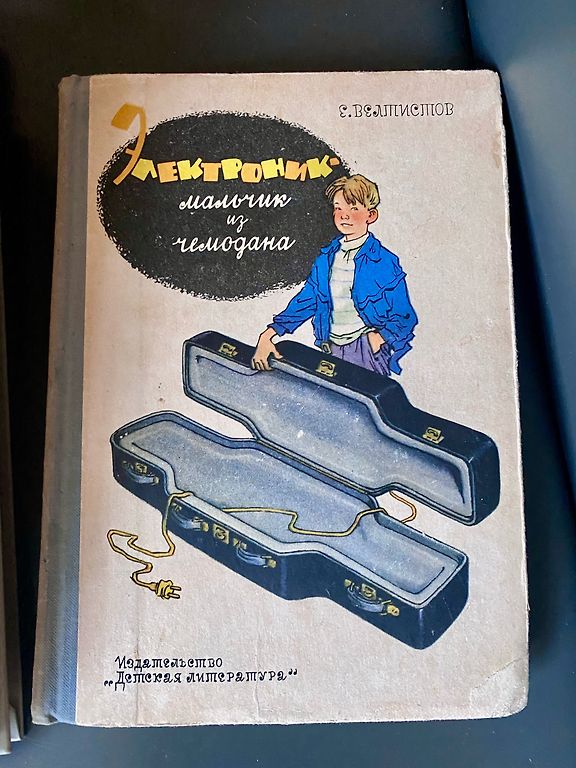 Е. ВЕЛТИСТОВ
ЭЛЕКТРОНИК-
мальчик
из
чемодана
Издательство
„Детская литература"